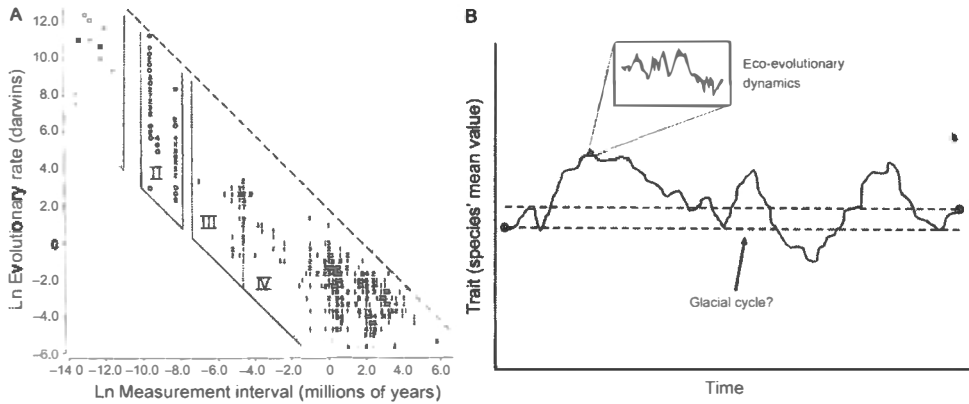 A
12.0
10.0
8.0
6.0
4.0
2.0
0
–2.0
–4.0
–6.0
Ln Evolutionary rate (darwins)
II
III
IV
–14.0 –12.0 –10.0 –8.0 –6.0 –4.0 –2.0 0 2.0 4.0 6.0
Ln Measurement interval (millions of years)
B
Trait (species' mean value)
Eco-evolutionary
dynamics
Glacial cycle?
Time